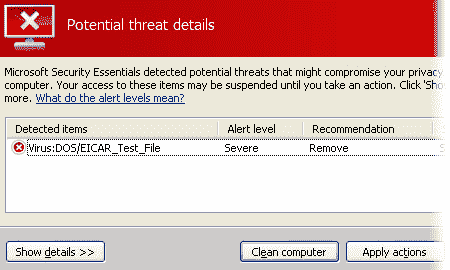 Potential threat details
Microsoft Security Essentials detected potential threats that might compromise your privacy
computer. Your access to these items may be suspended until you take an action. Click 'Sho
more. What do the alert levels mean?
Detected items Alert level Recommendation
Virus:DOS/EICAR_Test_File Severe Remove
Show details >> Clean computer Apply actions